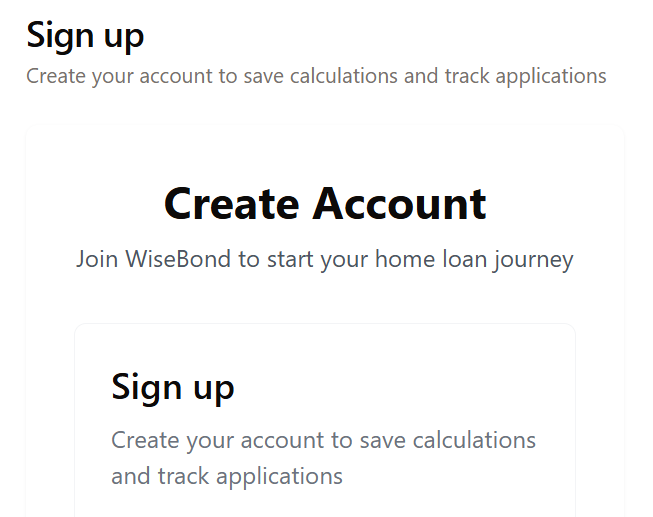 Sign up
Create your account to save calculations and track applications
Create Account
Join WiseBond to start your home loan journey
Sign up
Create your account to save calculations
and track applications